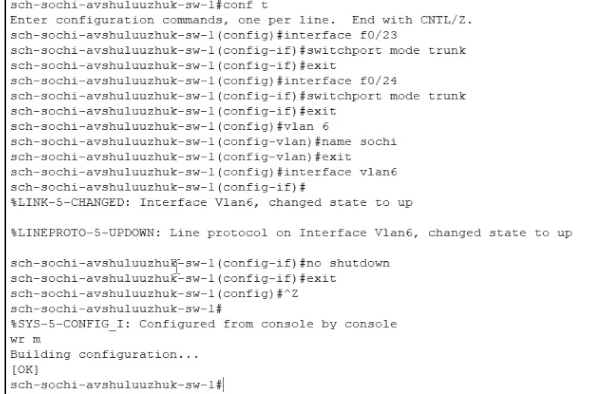 sch-sochi-avshuluuzhuk-sw-1#conf t
Enter configuration commands, one per line.  End with CNTL/Z.
sch-sochi-avshuluuzhuk-sw-1(config)#interface f0/23
sch-sochi-avshuluuzhuk-sw-1(config-if)#switchport mode trunk
sch-sochi-avshuluuzhuk-sw-1(config-if)#exit
sch-sochi-avshuluuzhuk-sw-1(config)#interface f0/24
sch-sochi-avshuluuzhuk-sw-1(config-if)#switchport mode trunk
sch-sochi-avshuluuzhuk-sw-1(config-if)#exit
sch-sochi-avshuluuzhuk-sw-1(config)#vlan 6
sch-sochi-avshuluuzhuk-sw-1(config-vlan)#name sochi
sch-sochi-avshuluuzhuk-sw-1(config-vlan)#exit
sch-sochi-avshuluuzhuk-sw-1(config)#interface vlan6
sch-sochi-avshuluuzhuk-sw-1(config-if)#
%LINK-5-CHANGED: Interface Vlan6, changed state to up
%LINEPROTO-5-UPDOWN: Line protocol on Interface Vlan6, changed state to up
sch-sochi-avshuluuzhuk-sw-1(config-if)#no shutdown
sch-sochi-avshuluuzhuk-sw-1(config-if)#exit
sch-sochi-avshuluuzhuk-sw-1(config)#^Z
sch-sochi-avshuluuzhuk-sw-1#
%SYS-5-CONFIG_I: Configured from console by console
wr m
Building configuration...
[OK]
sch-sochi-avshuluuzhuk-sw-1#